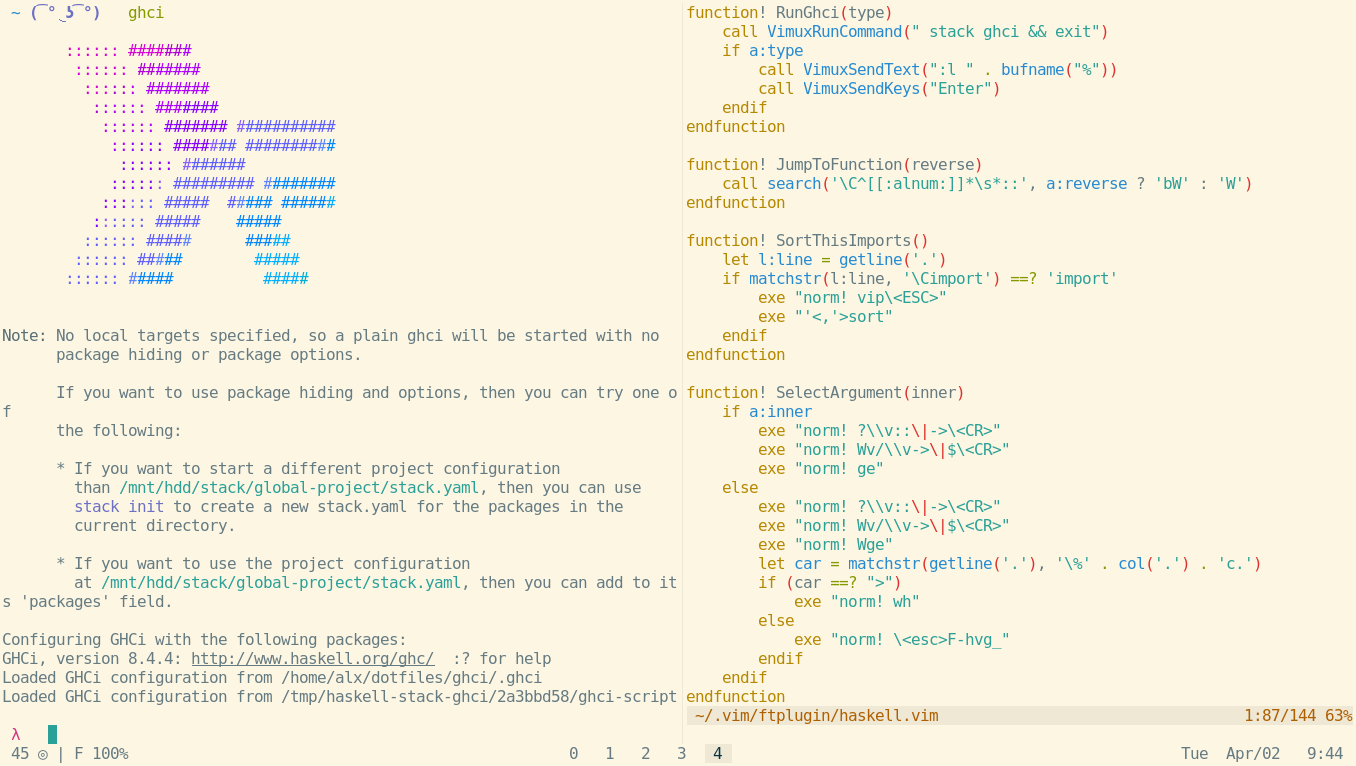 ~ ( ͡° ͜ʖ ͡°)   ghci

       :::::: #######
        :::::: #######
         :::::: #######
          :::::: #######
           :::::: ####### ###########
            :::::: ####### ##########
             :::::: #######
            :::::: ######### ########
           :::::: #####  ##### ######
          :::::: #####    #####
         :::::: #####      #####
        :::::: #####        #####
       :::::: #####          #####

Note: No local targets specified, so a plain ghci will be started with no
      package hiding or package options.

      If you want to use package hiding and options, then you can try one o
f
      the following:

      * If you want to start a different project configuration
        than /mnt/hdd/stack/global-project/stack.yaml, then you can use
        stack init to create a new stack.yaml for the packages in the
        current directory.

      * If you want to use the project configuration
        at /mnt/hdd/stack/global-project/stack.yaml, then you can add to it
s 'packages' field.

Configuring GHCi with the following packages:
GHCi, version 8.4.4: http://www.haskell.org/ghc/  :? for help
Loaded GHCi configuration from /home/alx/dotfiles/ghci/.ghci
Loaded GHCi configuration from /tmp/haskell-stack-ghci/2a3bbd58/ghci-script

λ

function! RunGhci(type)
    call VimuxRunCommand(" stack ghci && exit")
    if a:type
        call VimuxSendText(":l " . bufname("%"))
        call VimuxSendKeys("Enter")
    endif
endfunction

function! JumpToFunction(reverse)
    call search('\C^[[:alnum:]]*\s*::', a:reverse ? 'bW' : 'W')
endfunction

function! SortThisImports()
    let l:line = getline('.')
    if matchstr(l:line, '\Cimport') ==? 'import'
        exe "norm! vip\<ESC>"
        exe "'<,'>sort"
    endif
endfunction

function! SelectArgument(inner)
    if a:inner
        exe "norm! ?\\v::\|->\<CR>"
        exe "norm! Wv/\\v->\|$\<CR>"
        exe "norm! ge"
    else
        exe "norm! ?\\v::\|->\<CR>"
        exe "norm! Wv/\\v->\|$\<CR>"
        exe "norm! Wge"
        let car = matchstr(getline('.'), '\%' . col('.') . 'c.')
        if (car ==? ">")
            exe "norm! wh"
        else
            exe "norm! \<esc>F-hvg_"
        endif
    endif
endfunction
~/.vim/ftplugin/haskell.vim                                  1:87/144 63%
45 ◎ | F 100%   0   1   2   3   4   Tue  Apr/02   9:44